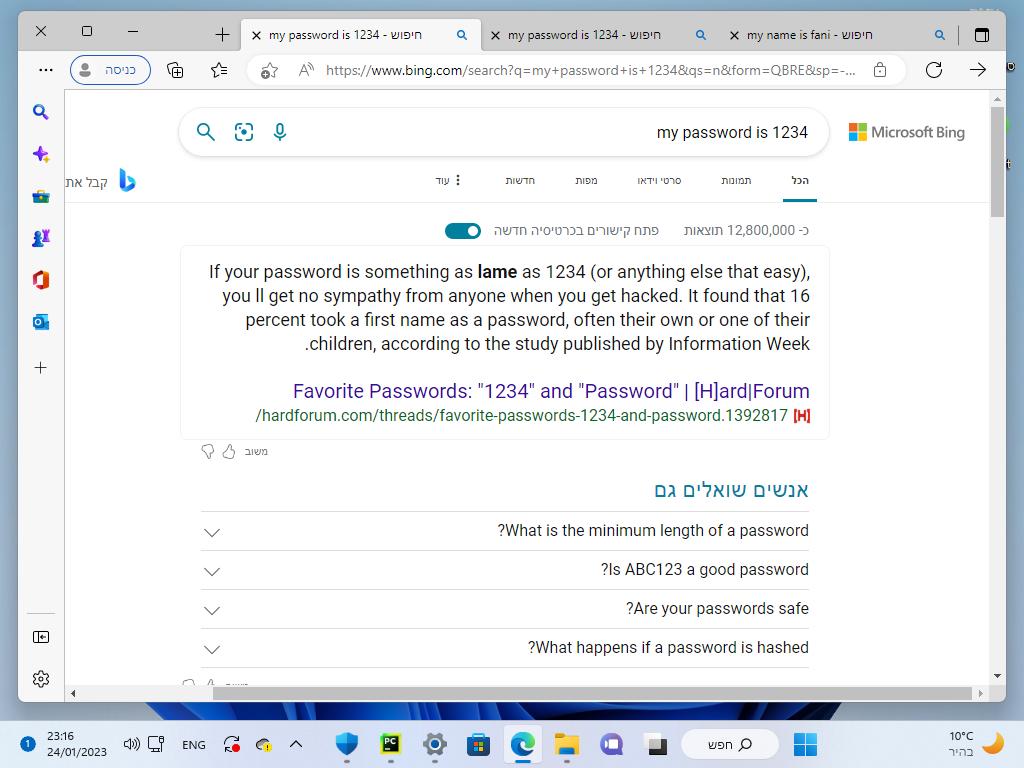 my password is 1234 - חיפוש
my password is 1234 - חיפוש
my name is fani - חיפוש
כניסה
https://www.bing.com/search?q=my+password+is+1234&qs=n&form=QBRE&sp=-...
my password is 1234
Microsoft Bing
הכל
תמונות
סרטי וידאו
מפות
חדשות
עוד
קבל את
כ- 12,800,000 תוצאות
פתח קישורים בכרטיסיה חדשה
If your password is something as lame as 1234 (or anything else that easy),
you ll get no sympathy from anyone when you get hacked. It found that 16
percent took a first name as a password, often their own or one of their
.children, according to the study published by Information Week
Favorite Passwords: "1234" and "Password" | [H]ard|Forum
/hardforum.com/threads/favorite-passwords-1234-and-password.1392817 [H]
משוב
אנשים שואלים גם
?What is the minimum length of a password
?Is ABC123 a good password
?Are your passwords safe
?What happens if a password is hashed
1
23:16
24/01/2023
ENG
PC
חפש
10°C
בהיר